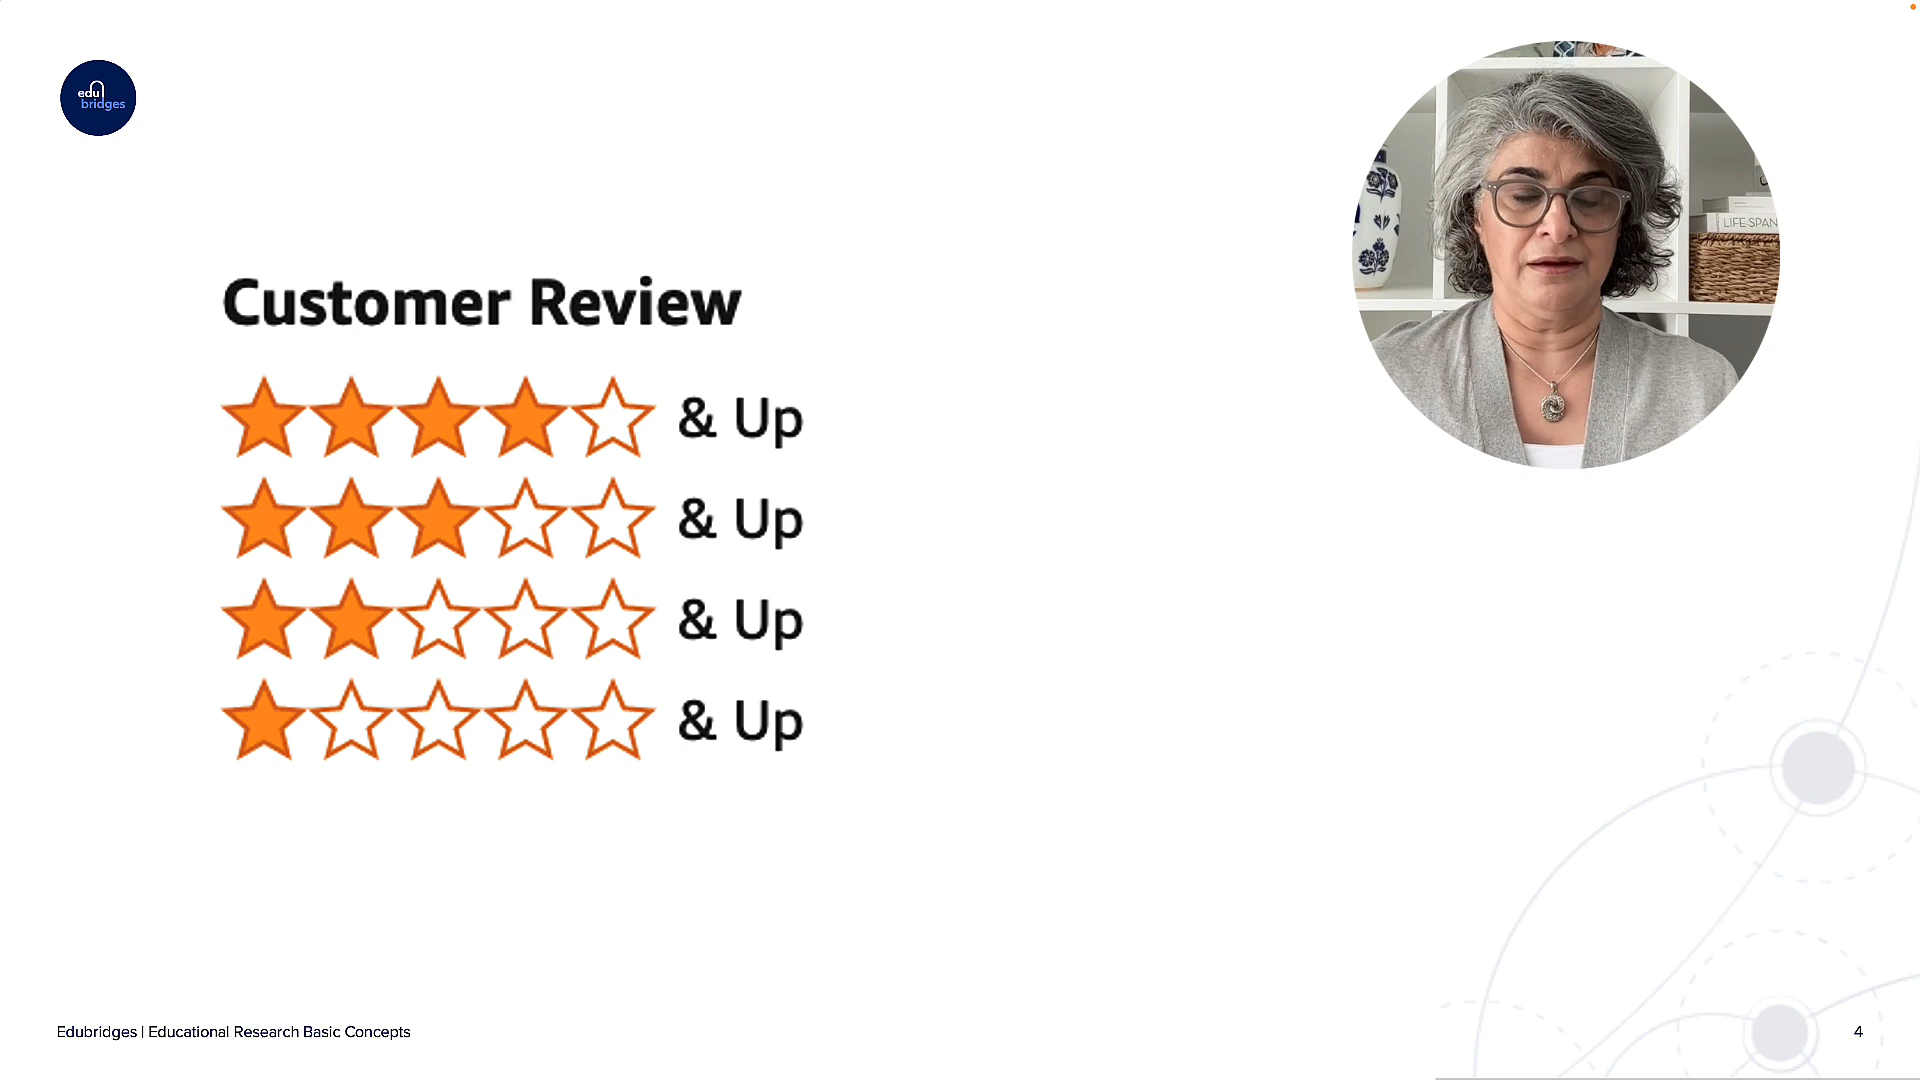 edu
bridges
LIFE-SPAN
Customer Review
& Up
& Up
& Up
& Up
Edubridges | Educational Research Basic Concepts
4